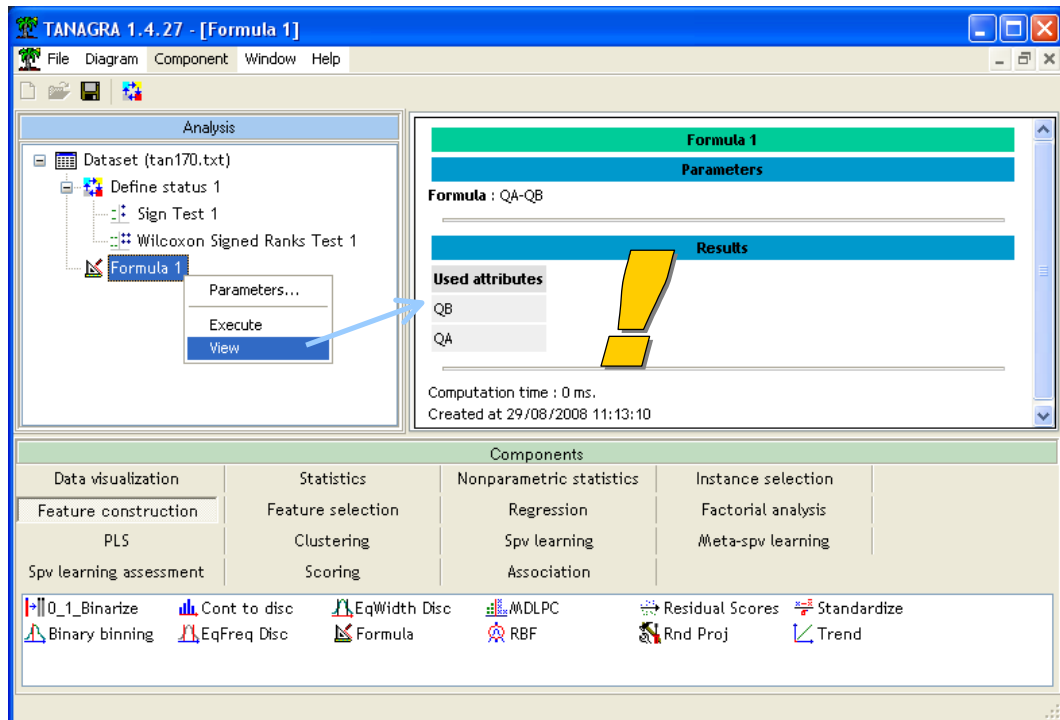 TANAGRA 1.4.27 - [Formula 1]
File Diagram Component Window Help
Analysis
Dataset (tan170.txt)
Define status 1
Sign Test 1
Wilcoxon Signed Ranks Test 1
Formula 1
Parameters...
Execute
View
Formula 1
Parameters
Formula : QA-QB
Results
Used attributes
QB
QA
!
Computation time : 0 ms.
Created at 29/08/2008 11:13:10
Components
Data visualization Statistics Nonparametric statistics Instance selection
Feature construction Feature selection Regression Factorial analysis
PLS Clustering Spv learning Meta-spv learning
Spv learning assessment Scoring Association
0_1_Binarize Cont to disc EqWidth Disc MDLPC Residual Scores Standardize
Binary binning EqFreq Disc Formula RBF Rnd Proj Trend